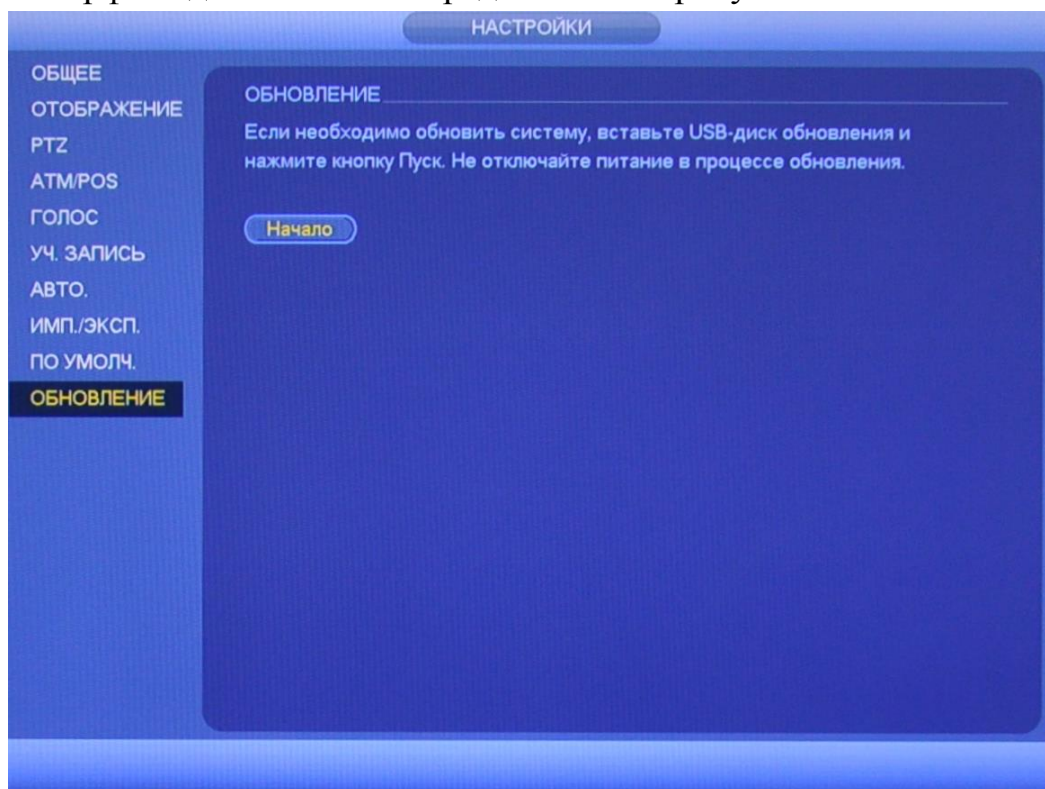 НАСТРОЙКИ
ОБЩЕЕ
ОТОБРАЖЕНИЕ
PTZ
ATM/POS
ГОЛОС
УЧ. ЗАПИСЬ
АВТО.
ИМП./ЭКСП.
ПО УМОЛЧ.
ОБНОВЛЕНИЕ
ОБНОВЛЕНИЕ
Если необходимо обновить систему, вставьте USB-диск обновления и
нажмите кнопку Пуск. Не отключайте питание в процессе обновления.
Начало